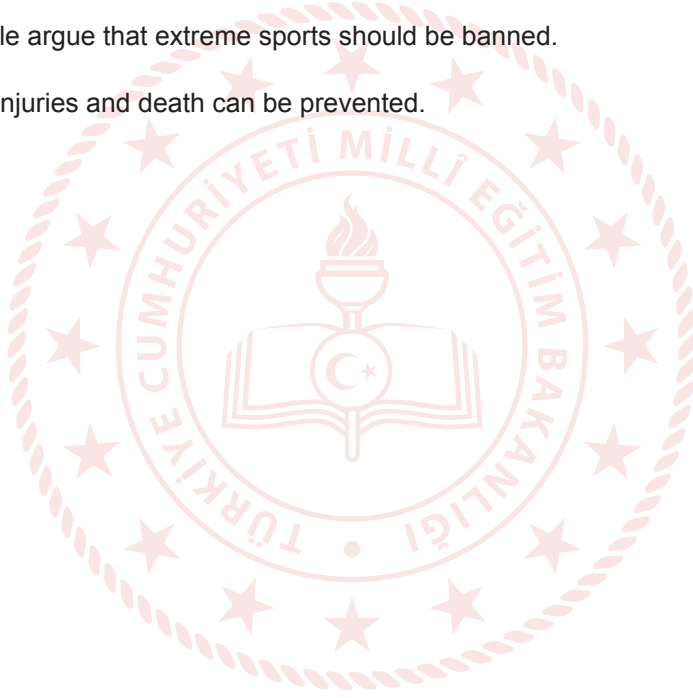 le argue that extreme sports should be banned.
njuries and death can be prevented.
TÜRKİYE CUMHURİYETİ MİLLÎ EĞİTİM BAKANLIĞI